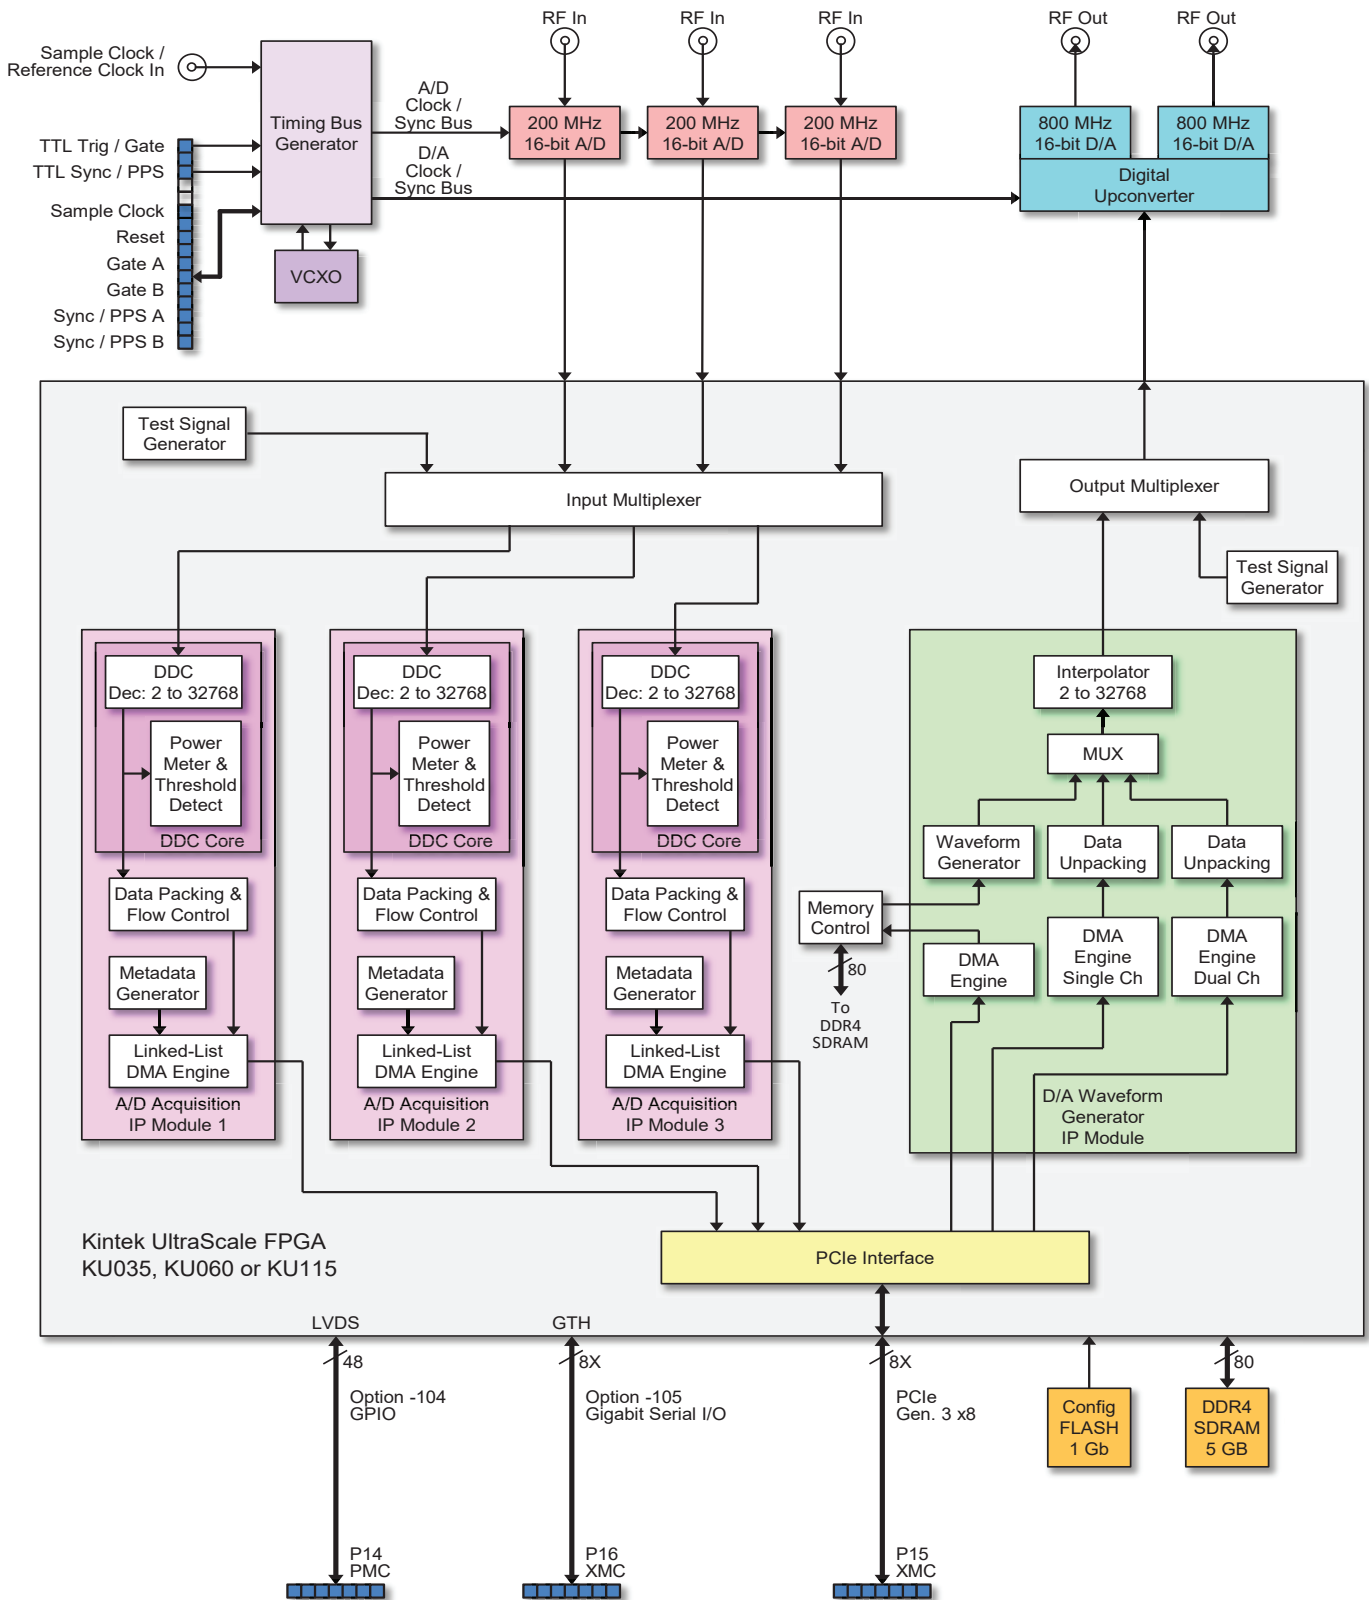 RF In
RF In
RF In
RF Out
RF Out
Sample Clock /
Reference Clock In
Timing Bus
Generator
A/D
Clock /
Sync Bus
D/A
Clock /
Sync Bus
200 MHz
16-bit A/D
200 MHz
16-bit A/D
200 MHz
16-bit A/D
800 MHz
16-bit D/A
800 MHz
16-bit D/A
Digital
Upconverter
TTL Trig / Gate
TTL Sync / PPS
Sample Clock
Reset
Gate A
Gate B
Sync / PPS A
Sync / PPS B
VCXO
Test Signal
Generator
Input Multiplexer
Output Multiplexer
Test Signal
Generator
DDC
Dec: 2 to 32768
Power
Meter &
Threshold
Detect
DDC Core
Data Packing &
Flow Control
Metadata
Generator
Linked-List
DMA Engine
A/D Acquisition
IP Module 1
DDC
Dec: 2 to 32768
Power
Meter &
Threshold
Detect
DDC Core
Data Packing &
Flow Control
Metadata
Generator
Linked-List
DMA Engine
A/D Acquisition
IP Module 2
DDC
Dec: 2 to 32768
Power
Meter &
Threshold
Detect
DDC Core
Data Packing &
Flow Control
Metadata
Generator
Linked-List
DMA Engine
A/D Acquisition
IP Module 3
Interpolator
2 to 32768
MUX
Waveform
Generator
Data
Unpacking
Data
Unpacking
Memory
Control
80
To
DDR4
SDRAM
DMA
Engine
DMA
Engine
Single Ch
DMA
Engine
Dual Ch
D/A Waveform
Generator
IP Module
PCIe Interface
Kintek UltraScale FPGA
KU035, KU060 or KU115
LVDS
GTH
48
8X
8X
80
Option -104
GPIO
Option -105
Gigabit Serial I/O
PCIe
Gen. 3 x8
Config
FLASH
1 Gb
DDR4
SDRAM
5 GB
P14
PMC
P16
XMC
P15
XMC